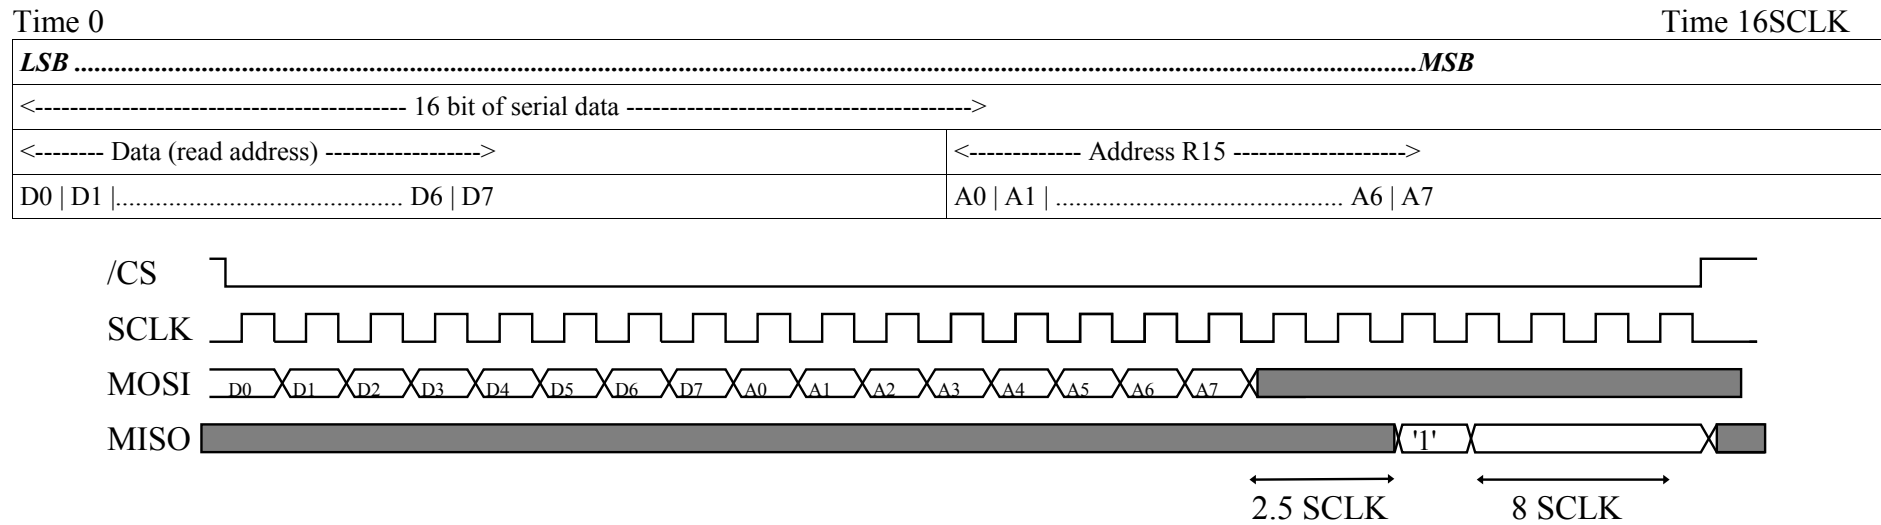 Time 0 Time 16SCLK
LSB ..........................................................................................................................................................................................................MSB
<------------------------------------------- 16 bit of serial data ---------------------------------------->
<-------- Data (read address) ------------------> <------------- Address R15 -------------------->
D0 | D1 |........................................... D6 | D7 A0 | A1 | ........................................... A6 | A7
/CS
SCLK
MOSI D0 D1 D2 D3 D4 D5 D6 D7 A0 A1 A2 A3 A4 A5 A6 A7
MISO '1'
2.5 SCLK 8 SCLK